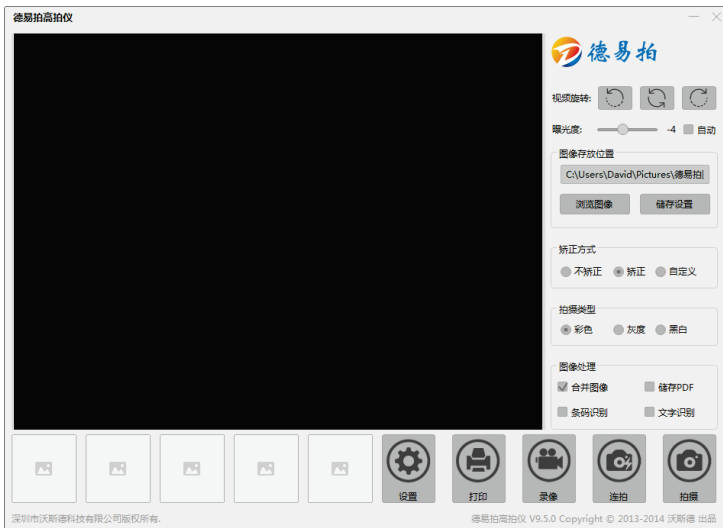 德易拍高拍仪
德易拍
视频旋转:
曝光度: -4 自动
图像存放位置
C:\Users\David\Pictures\德易拍
浏览图像 储存设置
矫正方式
不矫正 矫正 自定义
拍摄类型
彩色 灰度 黑白
图像处理
合并图像 储存PDF
条码识别 文字识别
设置 打印 录像 连拍 拍摄
深圳市沃斯德科技有限公司版权所有. 德易拍高拍仪 V9.5.0 Copyright © 2013-2014 沃斯德 出品